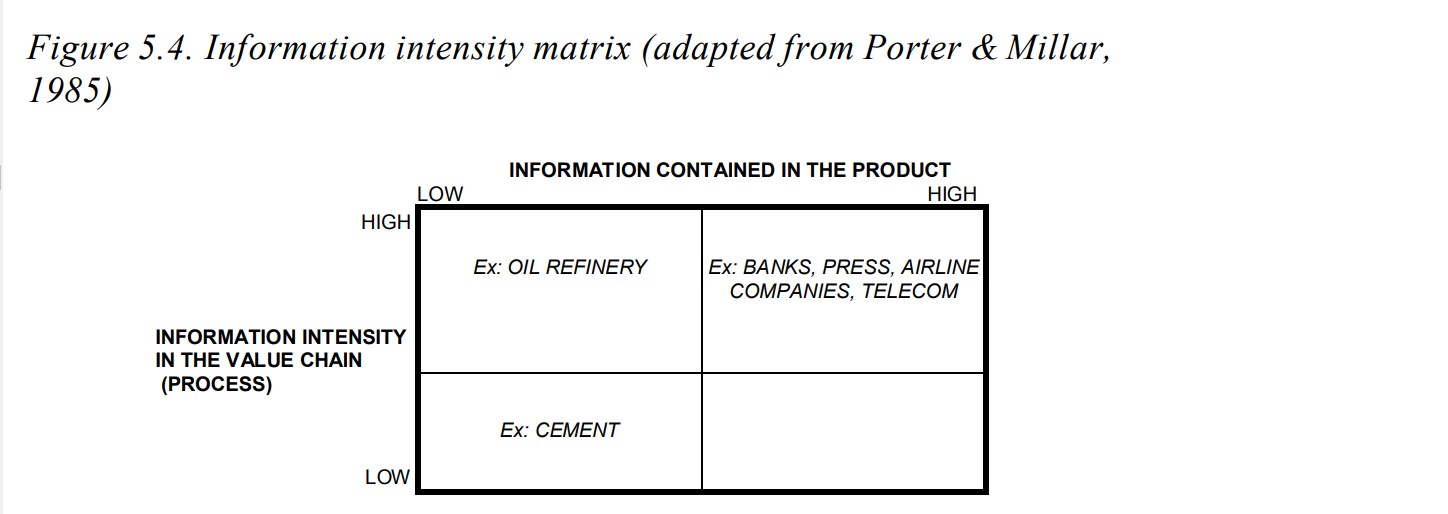 Figure 5.4. Information intensity matrix (adapted from Porter & Millar,
1985)
INFORMATION CONTAINED IN THE PRODUCT
LOW HIGH
HIGH
Ex: OIL REFINERY
Ex: BANKS, PRESS, AIRLINE
COMPANIES, TELECOM
INFORMATION INTENSITY
IN THE VALUE CHAIN
(PROCESS)
Ex: CEMENT
LOW